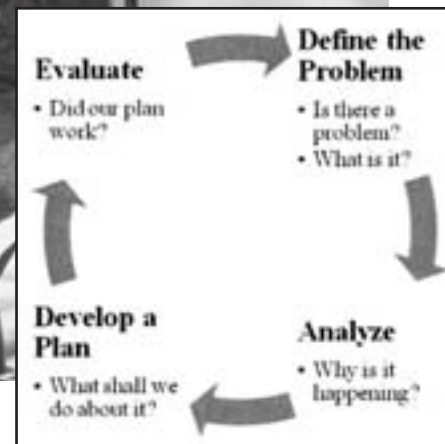 Define the
Problem
• Is there a
problem?
• What is it?
Analyze
• Why is it
happening?
Develop a
Plan
• What shall we
do about it?
Evaluate
• Did our plan
work?